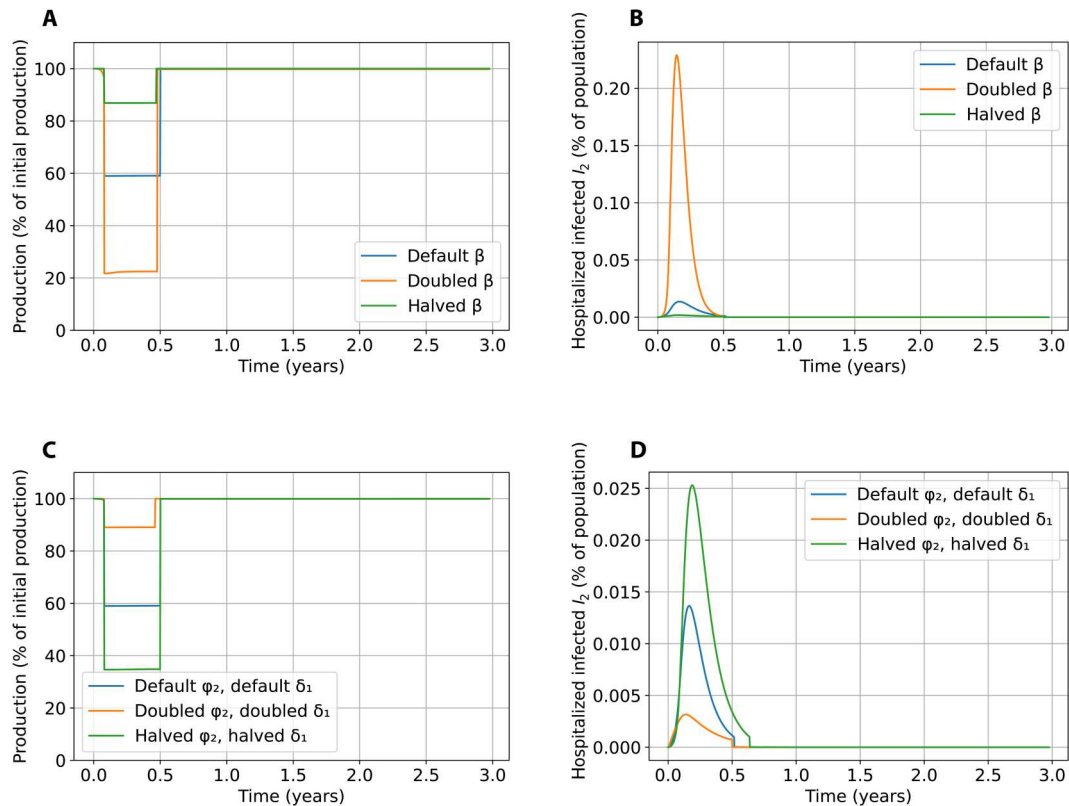 A
Production (% of initial production)
100
80
60
40
20
0
Default β
Doubled β
Halved β
0.0 0.5 1.0 1.5 2.0 2.5 3.0
Time (years)
B
Hospitalized infected I₂ (% of population)
0.20
0.15
0.10
0.05
0.00
Default β
Doubled β
Halved β
0.0 0.5 1.0 1.5 2.0 2.5 3.0
Time (years)
C
Production (% of initial production)
100
80
60
40
20
0
Default φ₂, default δ₁
Doubled φ₂, doubled δ₁
Halved φ₂, halved δ₁
0.0 0.5 1.0 1.5 2.0 2.5 3.0
Time (years)
D
Hospitalized infected I₂ (% of population)
0.025
0.020
0.015
0.010
0.005
0.000
Default φ₂, default δ₁
Doubled φ₂, doubled δ₁
Halved φ₂, halved δ₁
0.0 0.5 1.0 1.5 2.0 2.5 3.0
Time (years)